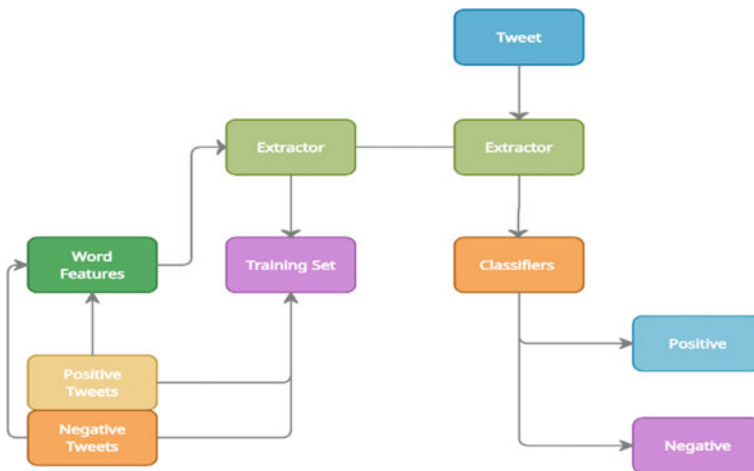 Tweet
Extractor
Extractor
Word
Features
Training Set
Classifiers
Positive
Positive
Tweets
Negative
Tweets
Negative